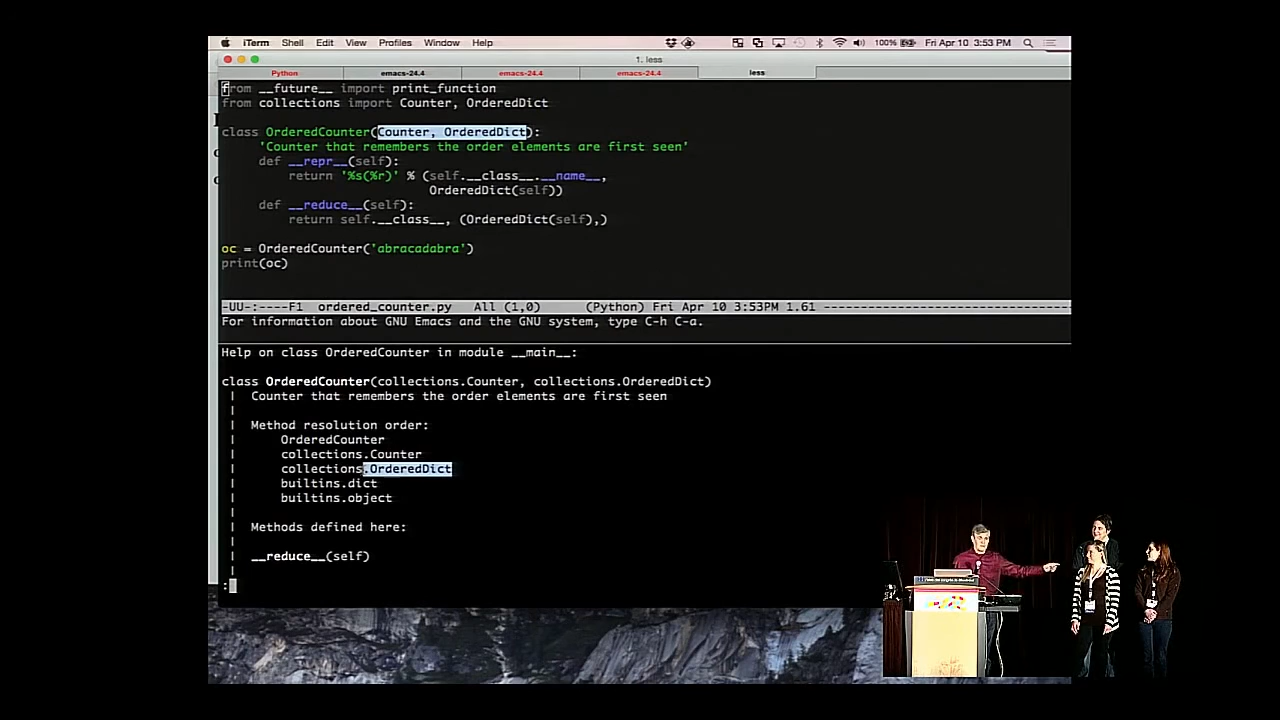 iTerm Shell Edit View Profiles Window Help 100% Fri Apr 10 3:53 PM
1. less
Python emacs-24.4 emacs-24.4 emacs-24.4 less
from __future__ import print_function
from collections import Counter, OrderedDict
class OrderedCounter(Counter, OrderedDict):
'Counter that remembers the order elements are first seen'
def __repr__(self):
return '%s(%r)' % (self.__class__.__name__,
OrderedDict(self))
def __reduce__(self):
return self.__class__, (OrderedDict(self),)
oc = OrderedCounter('abracadabra')
print(oc)
-UU-:----F1 ordered_counter.py All (1,0) (Python) Fri Apr 10 3:53PM 1.61 ----------------------------------
For information about GNU Emacs and the GNU system, type C-h C-a.
Help on class OrderedCounter in module __main__:
class OrderedCounter(collections.Counter, collections.OrderedDict)
| Counter that remembers the order elements are first seen
|
| Method resolution order:
| OrderedCounter
| collections.Counter
| collections.OrderedDict
| builtins.dict
| builtins.object
|
| Methods defined here:
|
| __reduce__(self)
|
: